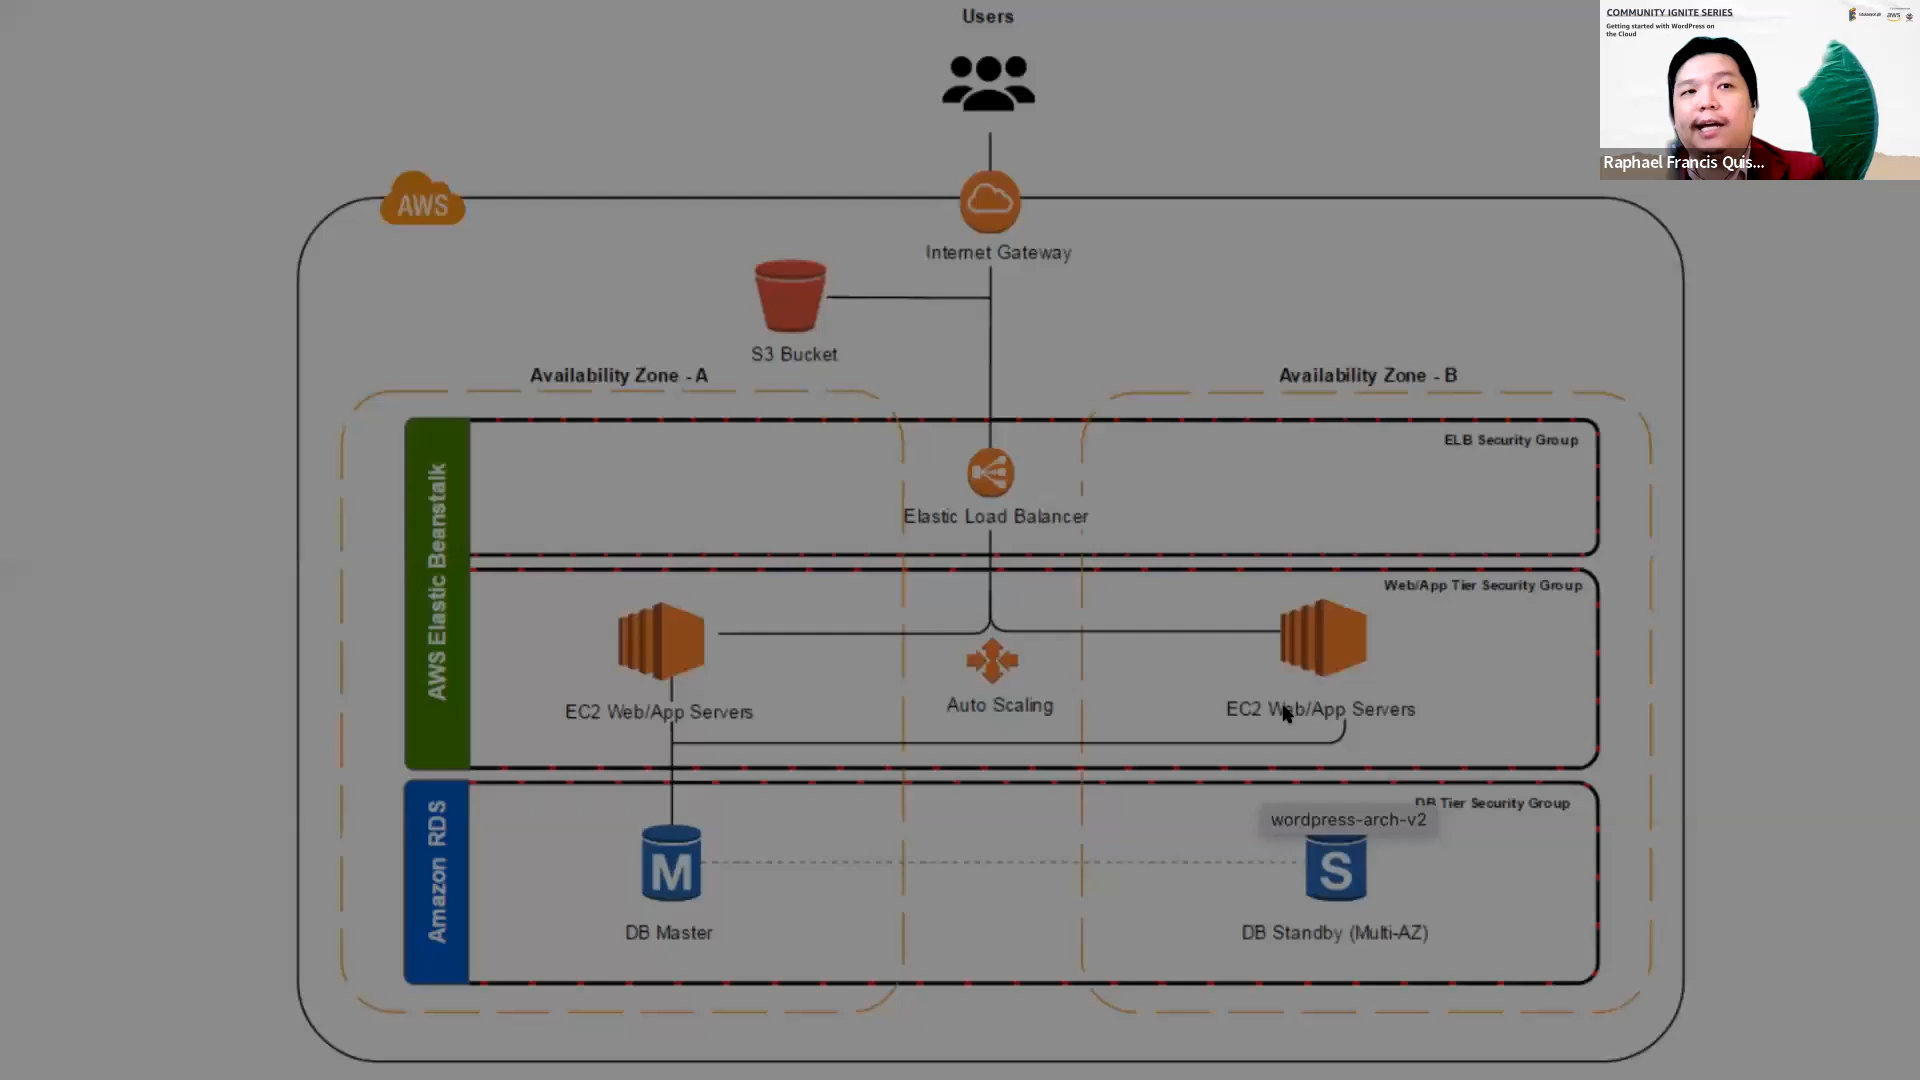 Users
COMMUNITY IGNITE SERIES
Getting started with WordPress on
the Cloud
aws
Raphael Francis Quis...
AWS
Internet Gateway
S3 Bucket
Availability Zone - A
Availability Zone - B
AWS Elastic Beanstalk
ELB Security Group
Elastic Load Balancer
Web/App Tier Security Group
EC2 Web/App Servers
Auto Scaling
EC2 Web/App Servers
Amazon RDS
DB Tier Security Group
wordpress-arch-v2
M
S
DB Master
DB Standby (Multi-AZ)